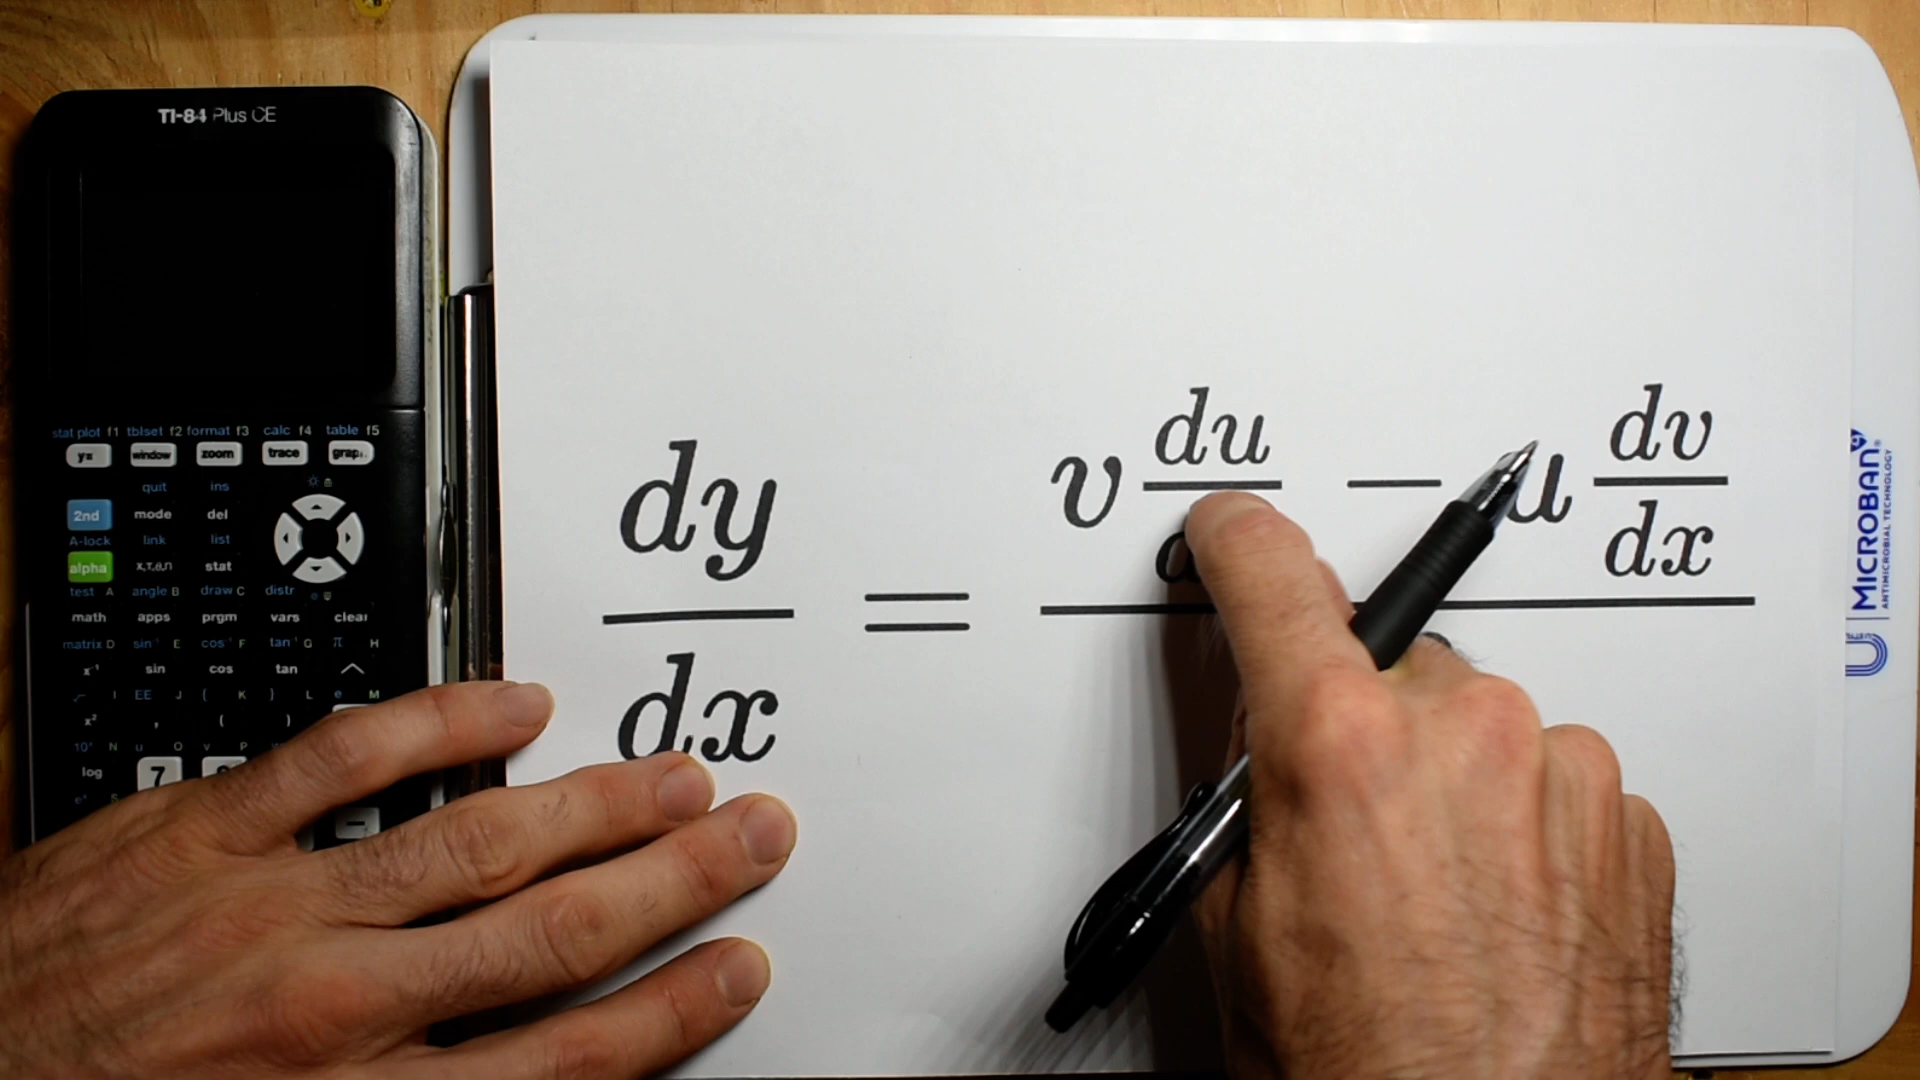 TI-84 Plus CE
stat plot f1 tblset f2 format f3 calc f4 table f5
y= window zoom trace graph
quit ins
2nd mode del
A-lock link list
alpha X,T,θ,n stat
test A angle B draw C distr
math apps prgm vars clear
matrix D sin⁻¹ E cos⁻¹ F tan⁻¹ G π H
x⁻¹ sin cos tan ^
√ I EE J { K } L e M
x² , ( )
10ˣ N u O v P
log 7
eˣ S
−
dy/dx = v du/d − u dv/dx
MICROBAN®
ANTIMICROBIAL TECHNOLOGY